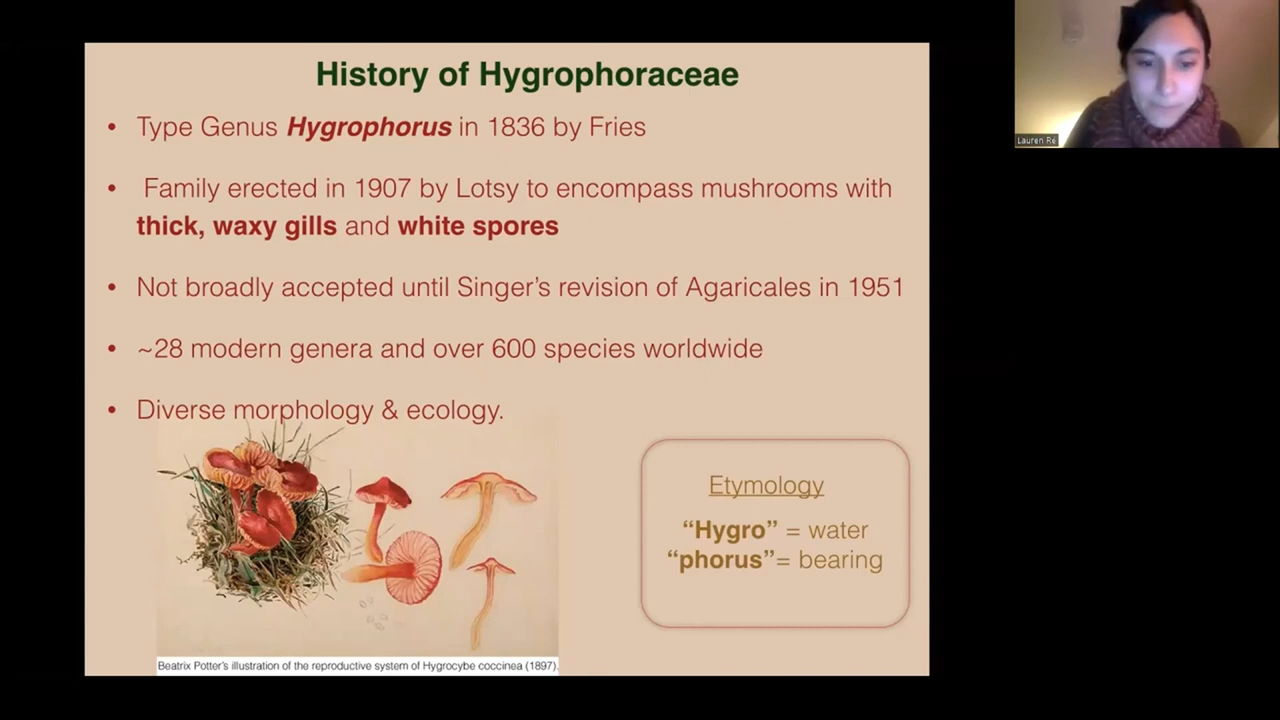 History of Hygrophoraceae
• Type Genus Hygrophorus in 1836 by Fries
• Family erected in 1907 by Lotsy to encompass mushrooms with
thick, waxy gills and white spores
• Not broadly accepted until Singer’s revision of Agaricales in 1951
• ~28 modern genera and over 600 species worldwide
• Diverse morphology & ecology.
Etymology
“Hygro” = water
“phorus”= bearing
Beatrix Potter's illustration of the reproductive system of Hygrocybe coccinea (1897).
Lauren Ré